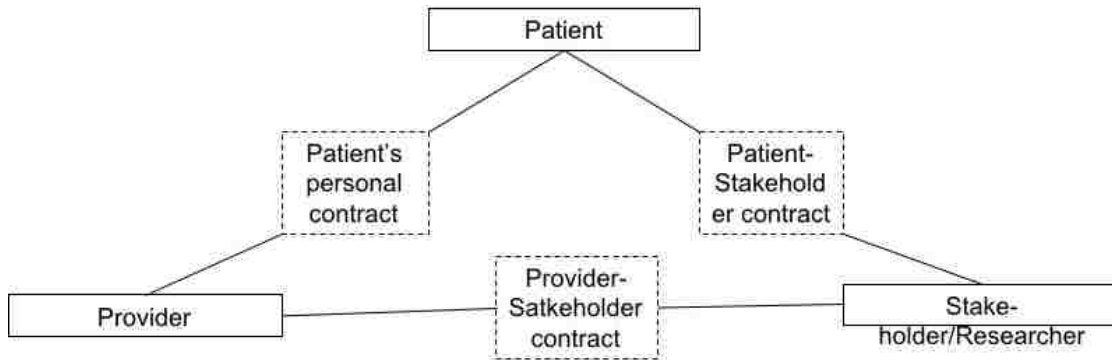 Patient
Patient's
personal
contract
Patient-
Stakehold
er contract
Provider-
Satkeholder
contract
Provider
Stake-
holder/Researcher